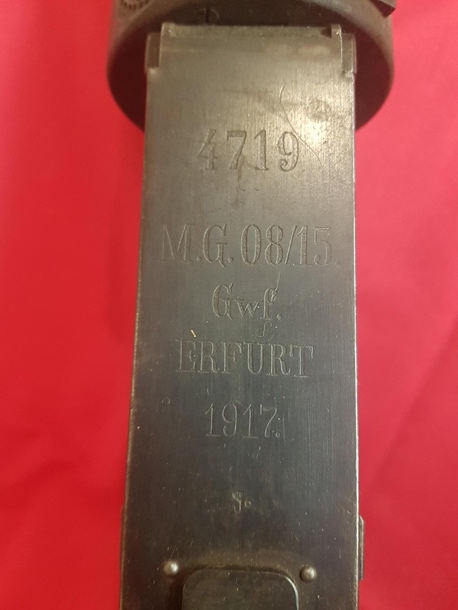 4719
M.G. 08/15.
Gwf.
ERFURT
1917.
s.